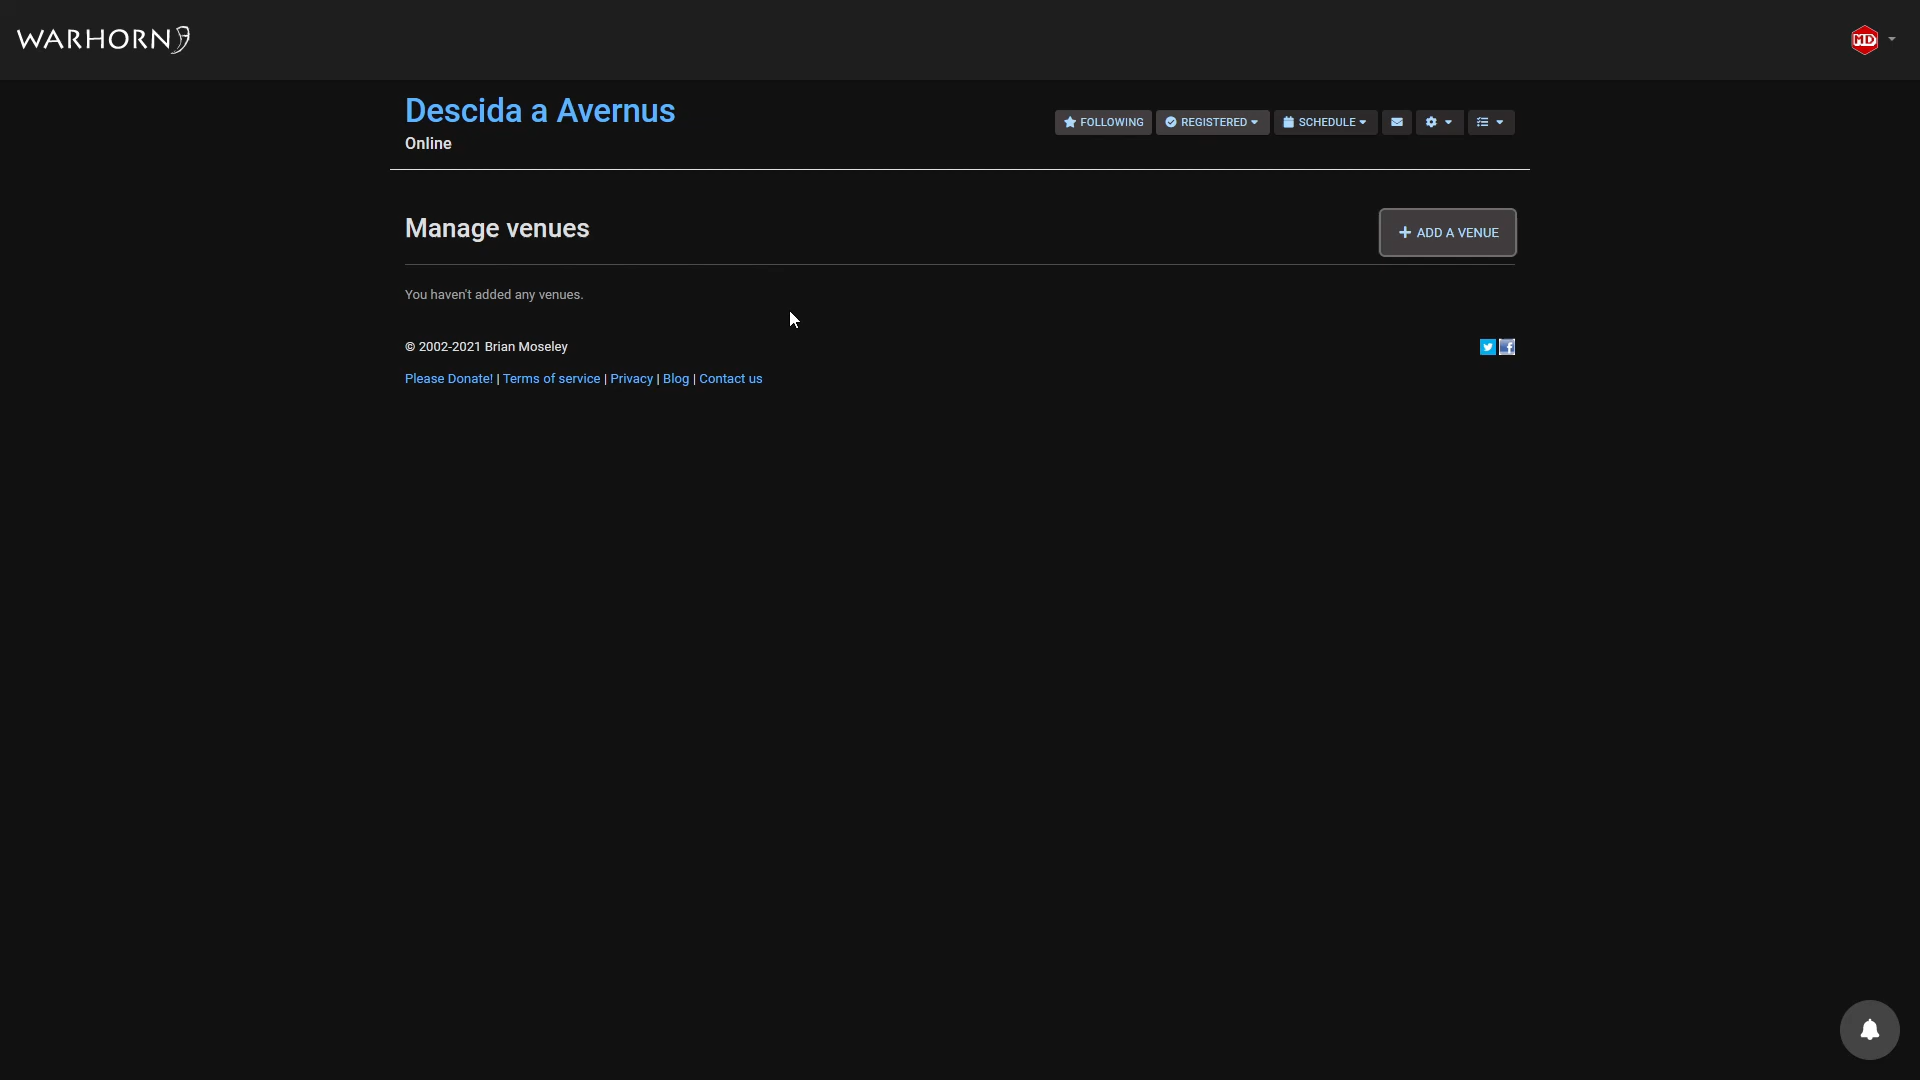 WARHORN
MD
Descida a Avernus
Online
FOLLOWING
REGISTERED
SCHEDULE
Manage venues
+ ADD A VENUE
You haven't added any venues.
© 2002-2021 Brian Moseley
Please Donate! | Terms of service | Privacy | Blog | Contact us